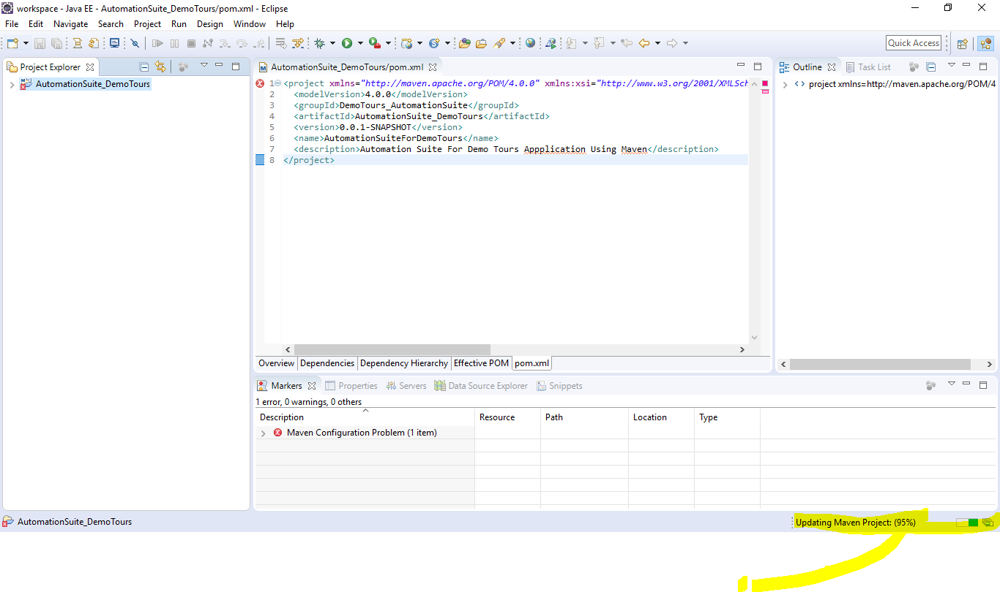 workspace - Java EE - AutomationSuite_DemoTours/pom.xml - Eclipse
File Edit Navigate Search Project Run Design Window Help
Quick Access
Project Explorer
AutomationSuite_DemoTours
AutomationSuite_DemoTours/pom.xml
1 <project xmlns="http://maven.apache.org/POM/4.0.0" xmlns:xsi="http://www.w3.org/2001/XMLSch
2 <modelVersion>4.0.0</modelVersion>
3 <groupId>DemoTours_AutomationSuite</groupId>
4 <artifactId>AutomationSuite_DemoTours</artifactId>
5 <version>0.0.1-SNAPSHOT</version>
6 <name>AutomationSuiteForDemoTours</name>
7 <description>Automation Suite For Demo Tours Appplication Using Maven</description>
8 </project>
Overview Dependencies Dependency Hierarchy Effective POM pom.xml
Outline Task List
project xmlns=http://maven.apache.org/POM/4
Markers Properties Servers Data Source Explorer Snippets
1 error, 0 warnings, 0 others
Description Resource Path Location Type
Maven Configuration Problem (1 item)
AutomationSuite_DemoTours
Updating Maven Project: (95%)